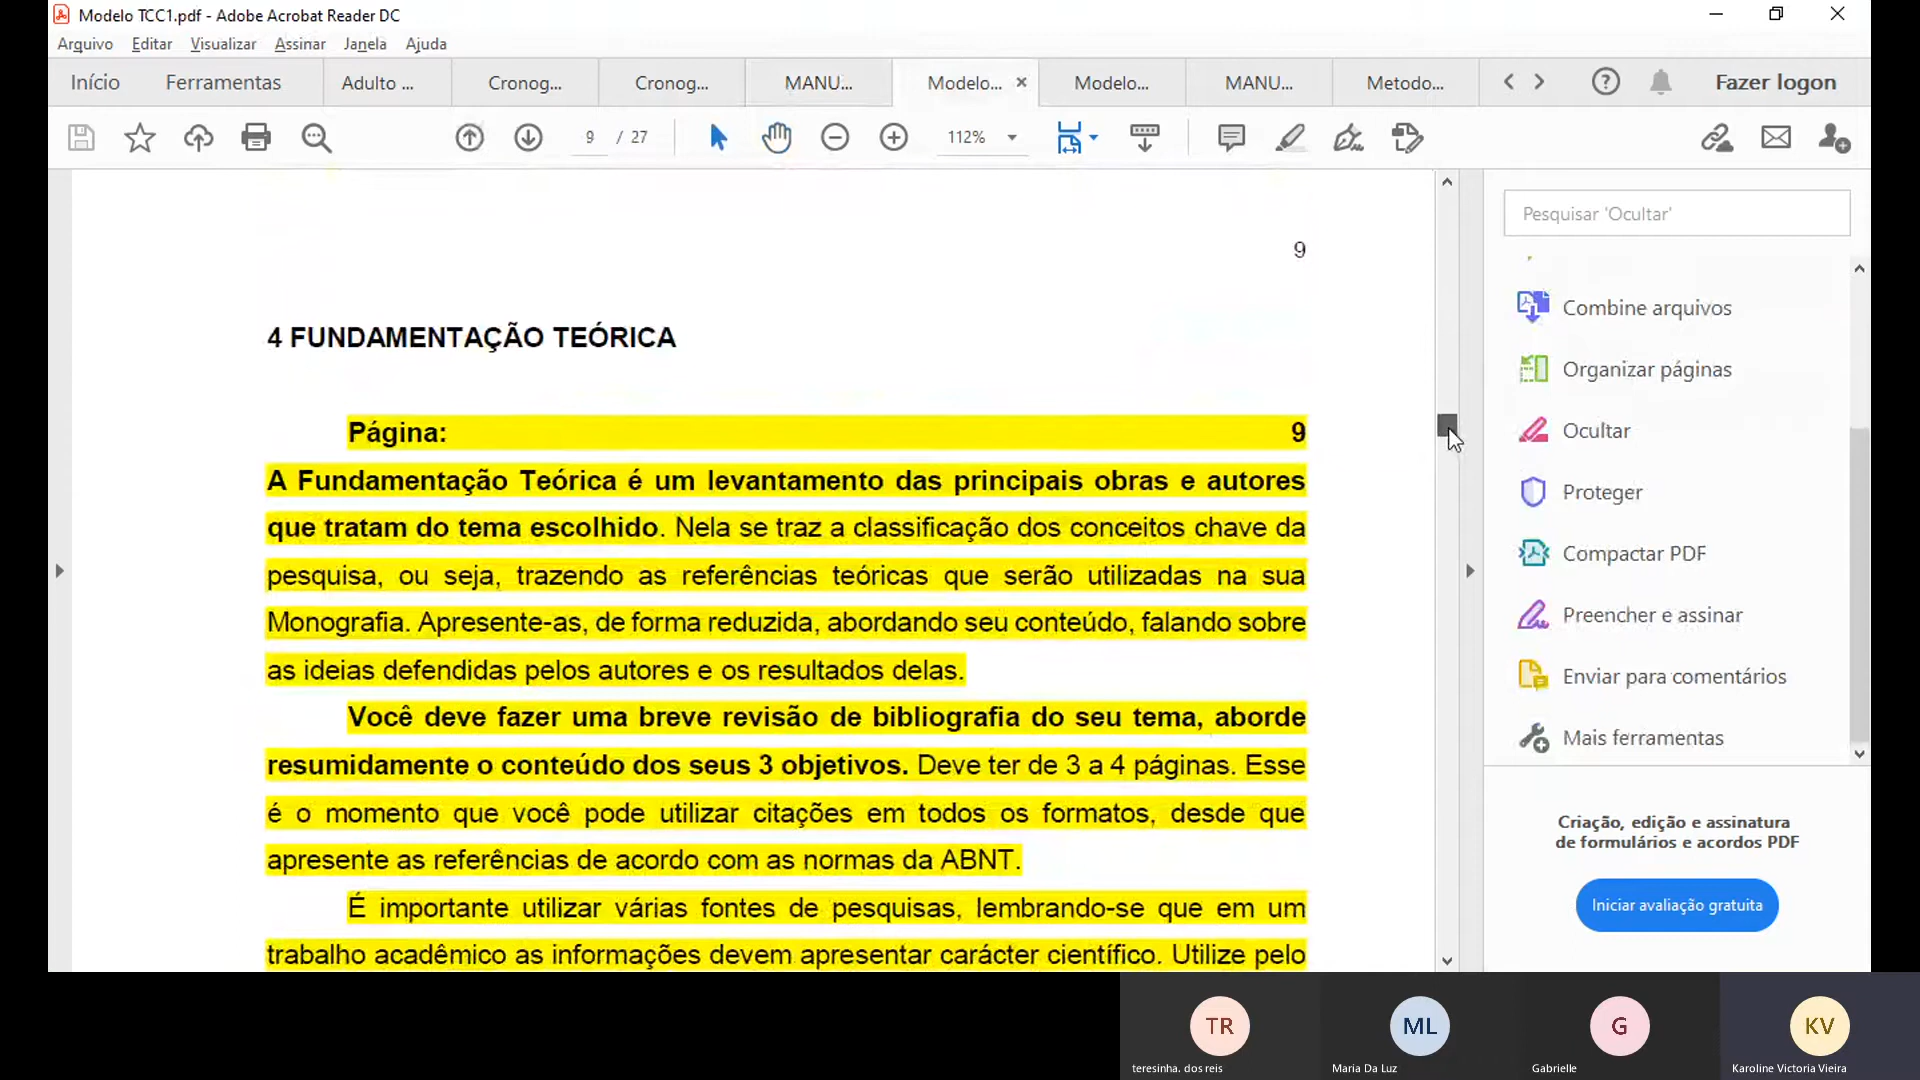 Modelo TCC1.pdf - Adobe Acrobat Reader DC
Arquivo Editar Visualizar Assinar Janela Ajuda
Início Ferramentas Adulto ... Cronog... Cronog... MANU... Modelo... Modelo... MANU... Metodo... Fazer logon
9 / 27 112%
Pesquisar 'Ocultar'
9
4 FUNDAMENTAÇÃO TEÓRICA
Página: 9
A Fundamentação Teórica é um levantamento das principais obras e autores
que tratam do tema escolhido. Nela se traz a classificação dos conceitos chave da
pesquisa, ou seja, trazendo as referências teóricas que serão utilizadas na sua
Monografia. Apresente-as, de forma reduzida, abordando seu conteúdo, falando sobre
as ideias defendidas pelos autores e os resultados delas.
Você deve fazer uma breve revisão de bibliografia do seu tema, aborde
resumidamente o conteúdo dos seus 3 objetivos. Deve ter de 3 a 4 páginas. Esse
é o momento que você pode utilizar citações em todos os formatos, desde que
apresente as referências de acordo com as normas da ABNT.
É importante utilizar várias fontes de pesquisas, lembrando-se que em um
trabalho acadêmico as informações devem apresentar carácter científico. Utilize pelo
Combine arquivos
Organizar páginas
Ocultar
Proteger
Compactar PDF
Preencher e assinar
Enviar para comentários
Mais ferramentas
Criação, edição e assinatura
de formulários e acordos PDF
Iniciar avaliação gratuita
TR ML G KV
teresinha. dos reis Maria Da Luz Gabrielle Karoline Victoria Vieira